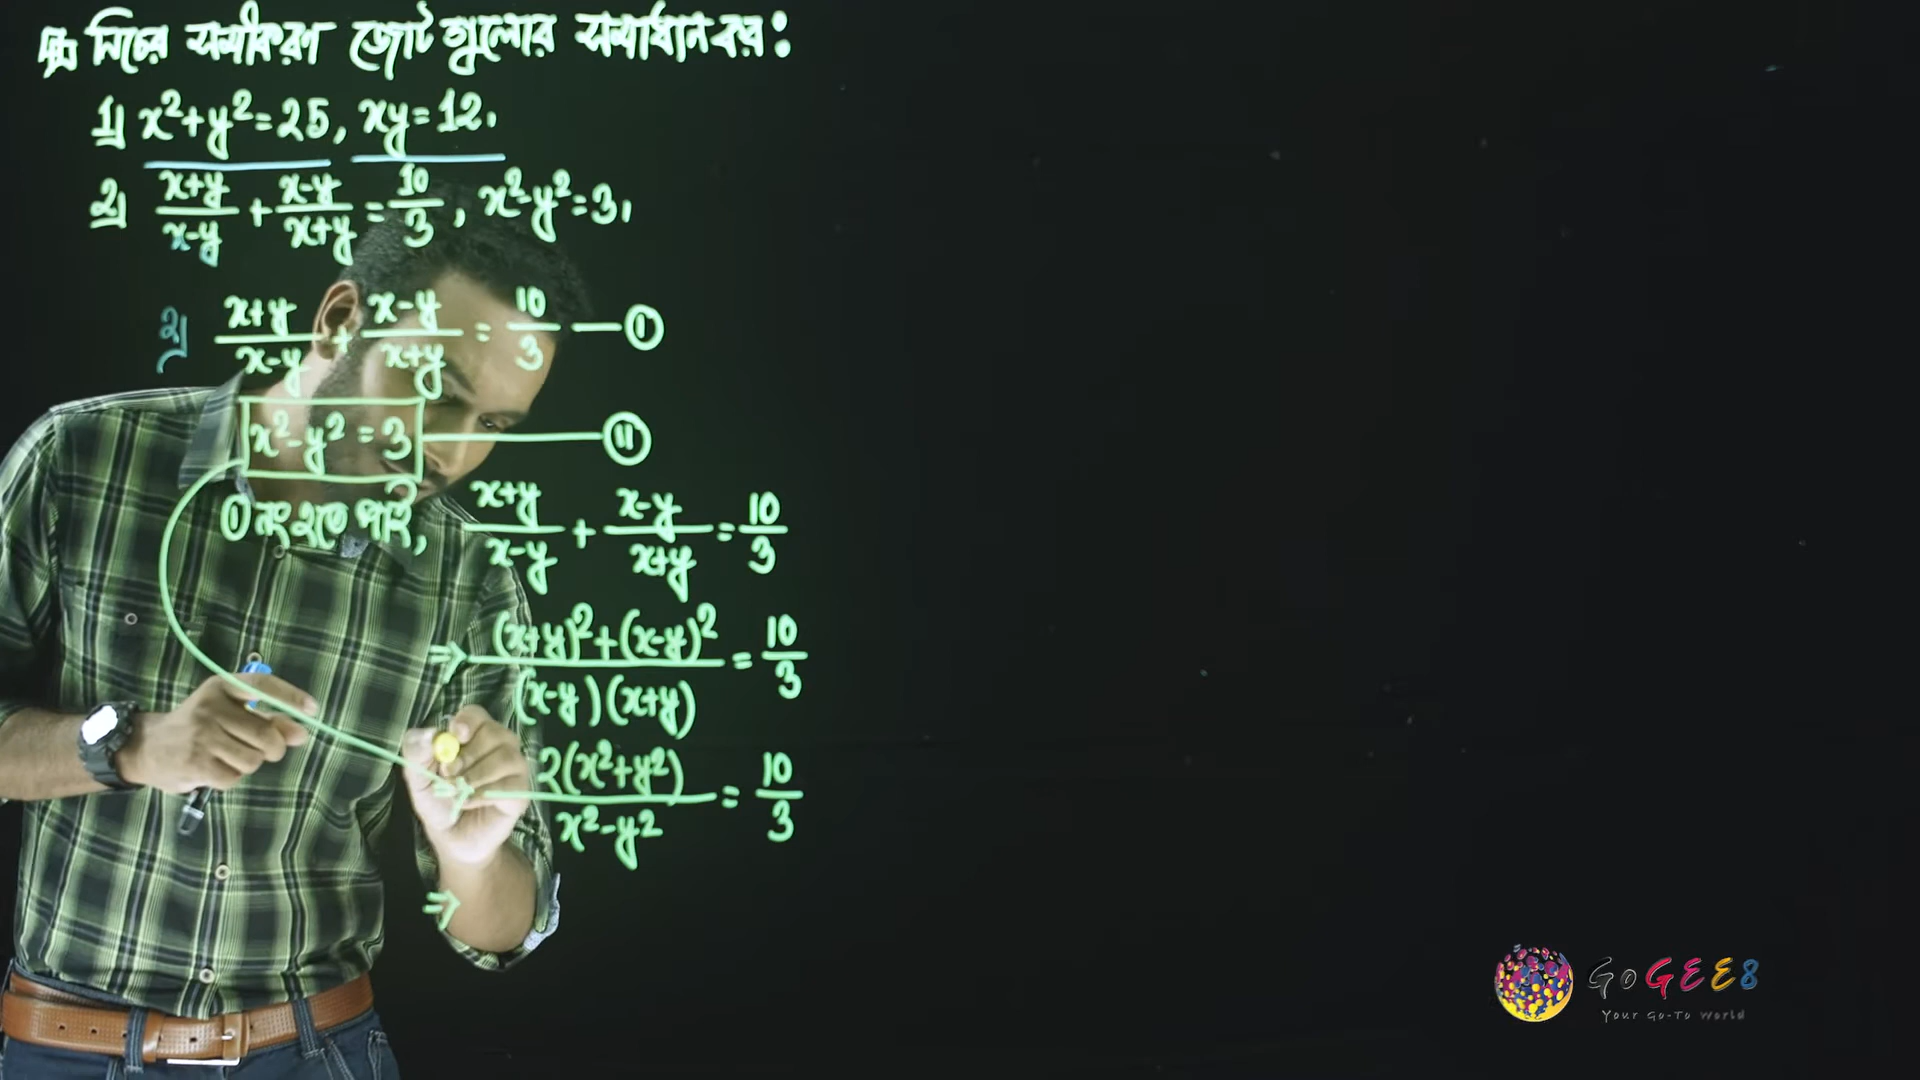 নিচের সমীকরণ জোট গুলোর সমাধান কর:
1) x²+y²=25, xy=12.
2) (x+y)/(x-y) + (x-y)/(x+y) = 10/3, x²-y²=3,
2) (x+y)/(x-y) + (x-y)/(x+y) = 10/3 — (I)
x²-y² = 3 — (II)
(I) নং হতে পাই, (x+y)/(x-y) + (x-y)/(x+y) = 10/3
⇒ ((x+y)²+(x-y)²)/((x-y)(x+y)) = 10/3
⇒ 2(x²+y²)/(x²-y²) = 10/3
⇒
GoGEE8
Your Go-To World